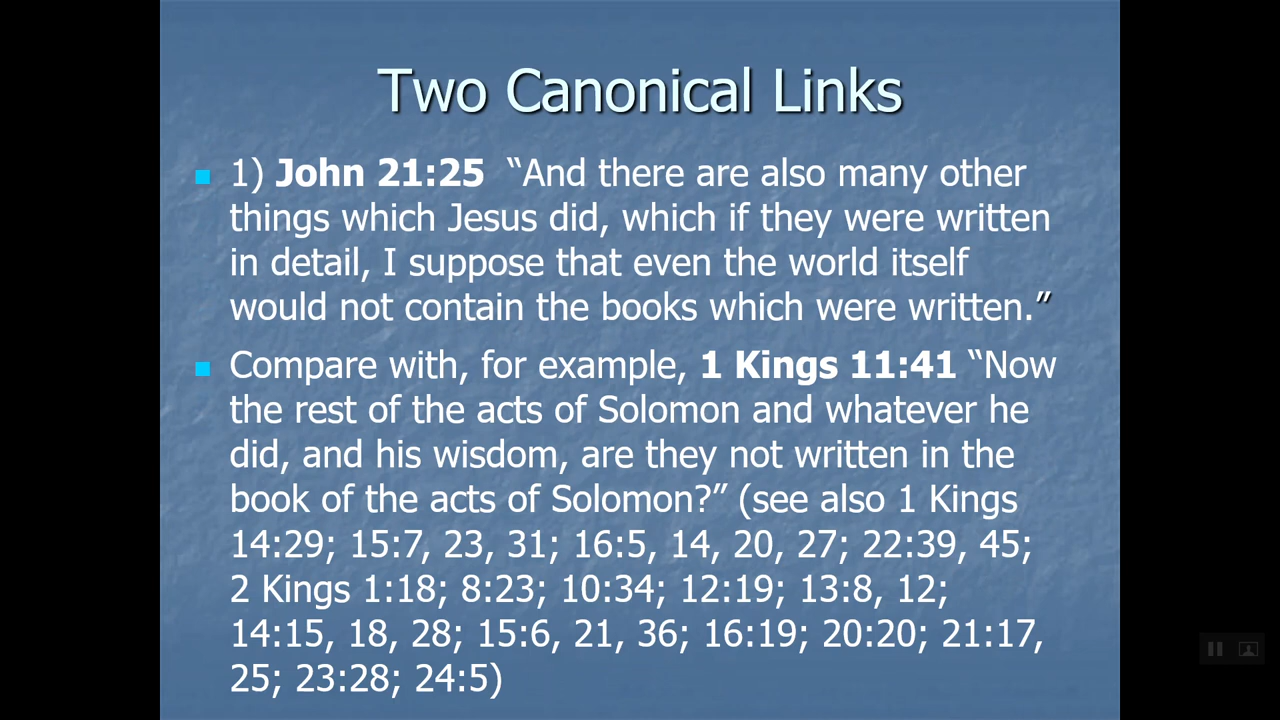 Two Canonical Links
1) John 21:25  “And there are also many other
things which Jesus did, which if they were written
in detail, I suppose that even the world itself
would not contain the books which were written.”
Compare with, for example, 1 Kings 11:41 “Now
the rest of the acts of Solomon and whatever he
did, and his wisdom, are they not written in the
book of the acts of Solomon?” (see also 1 Kings
14:29; 15:7, 23, 31; 16:5, 14, 20, 27; 22:39, 45;
2 Kings 1:18; 8:23; 10:34; 12:19; 13:8, 12;
14:15, 18, 28; 15:6, 21, 36; 16:19; 20:20; 21:17,
25; 23:28; 24:5)